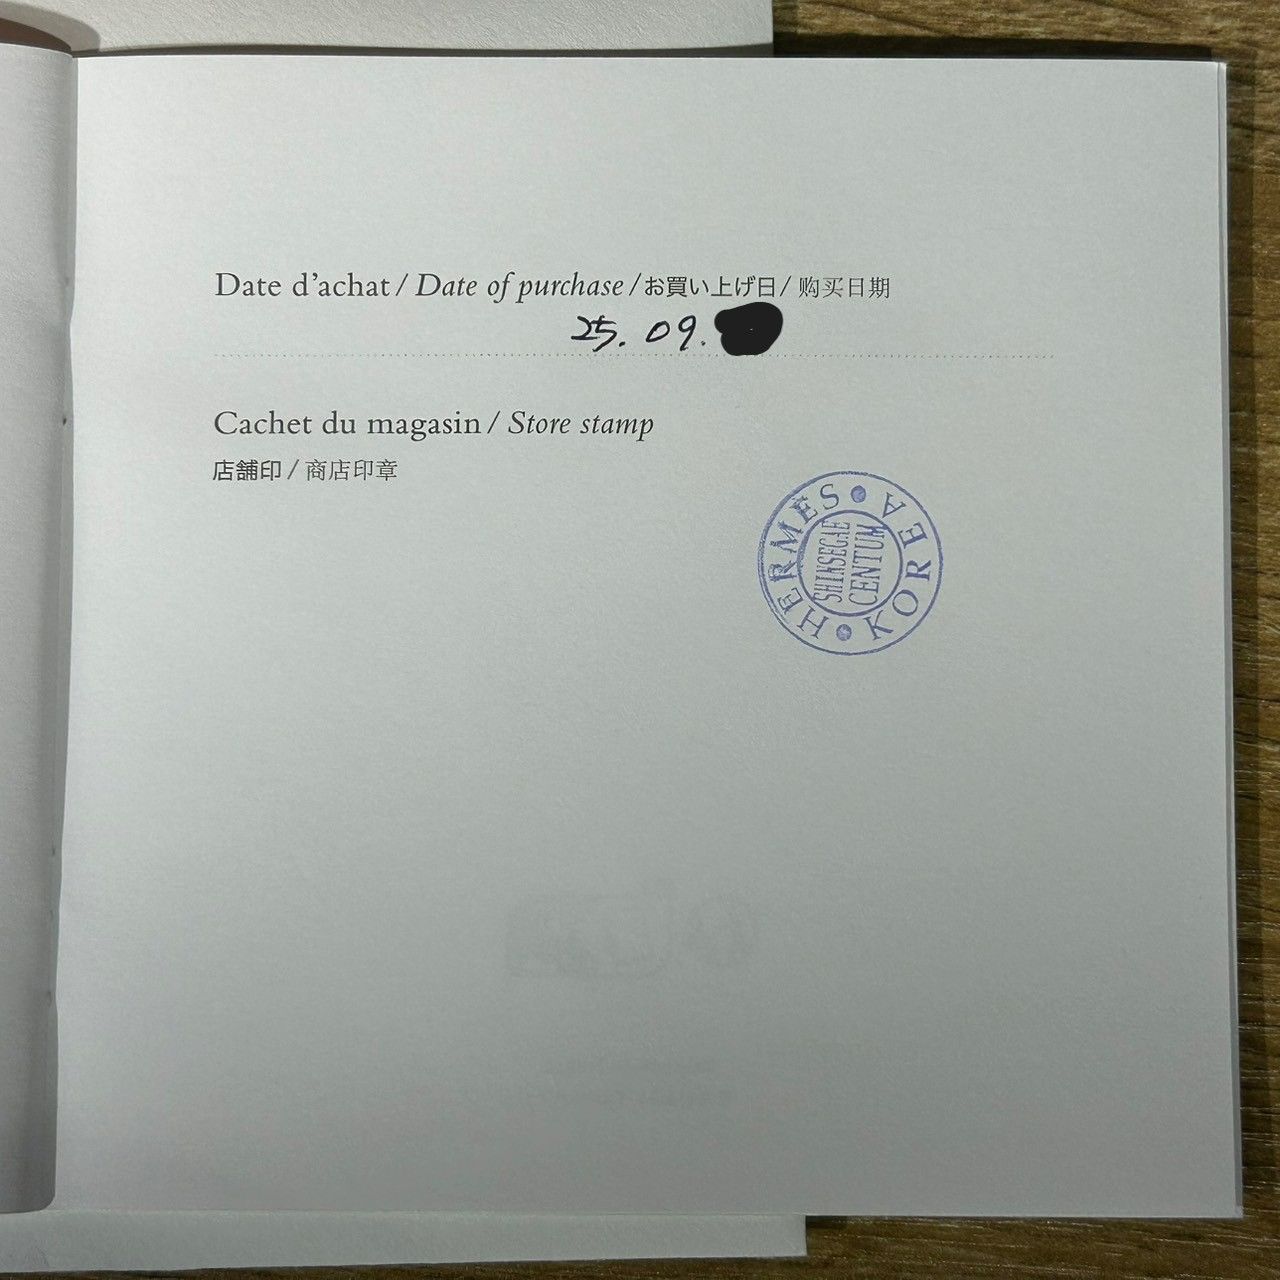 Date d'achat / Date of purchase / お買い上げ日 / 购买日期
25. 09.
Cachet du magasin / Store stamp
店舗印 / 商店印章
HERMÈS • KOREA •
SHINSEGAE
CENTUM